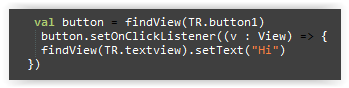 val button = findView(TR.button1)
button.setOnClickListener((v : View) => {
findView(TR.textview).setText("Hi")
})